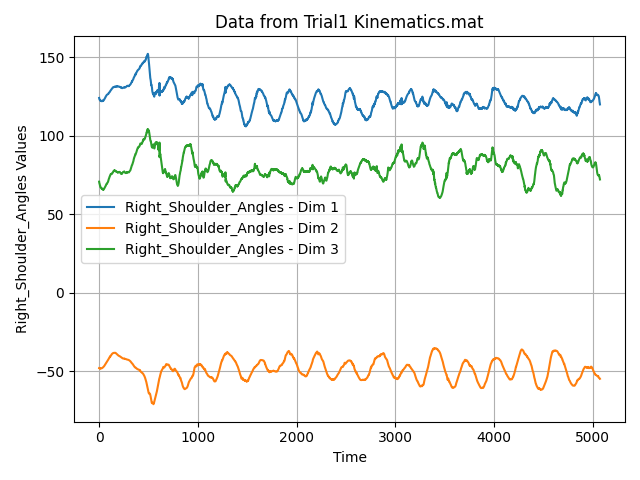 Data from Trial1 Kinematics.mat
Right_Shoulder_Angles Values
150
100
50
0
−50
Right_Shoulder_Angles - Dim 1
Right_Shoulder_Angles - Dim 2
Right_Shoulder_Angles - Dim 3
0 1000 2000 3000 4000 5000
Time